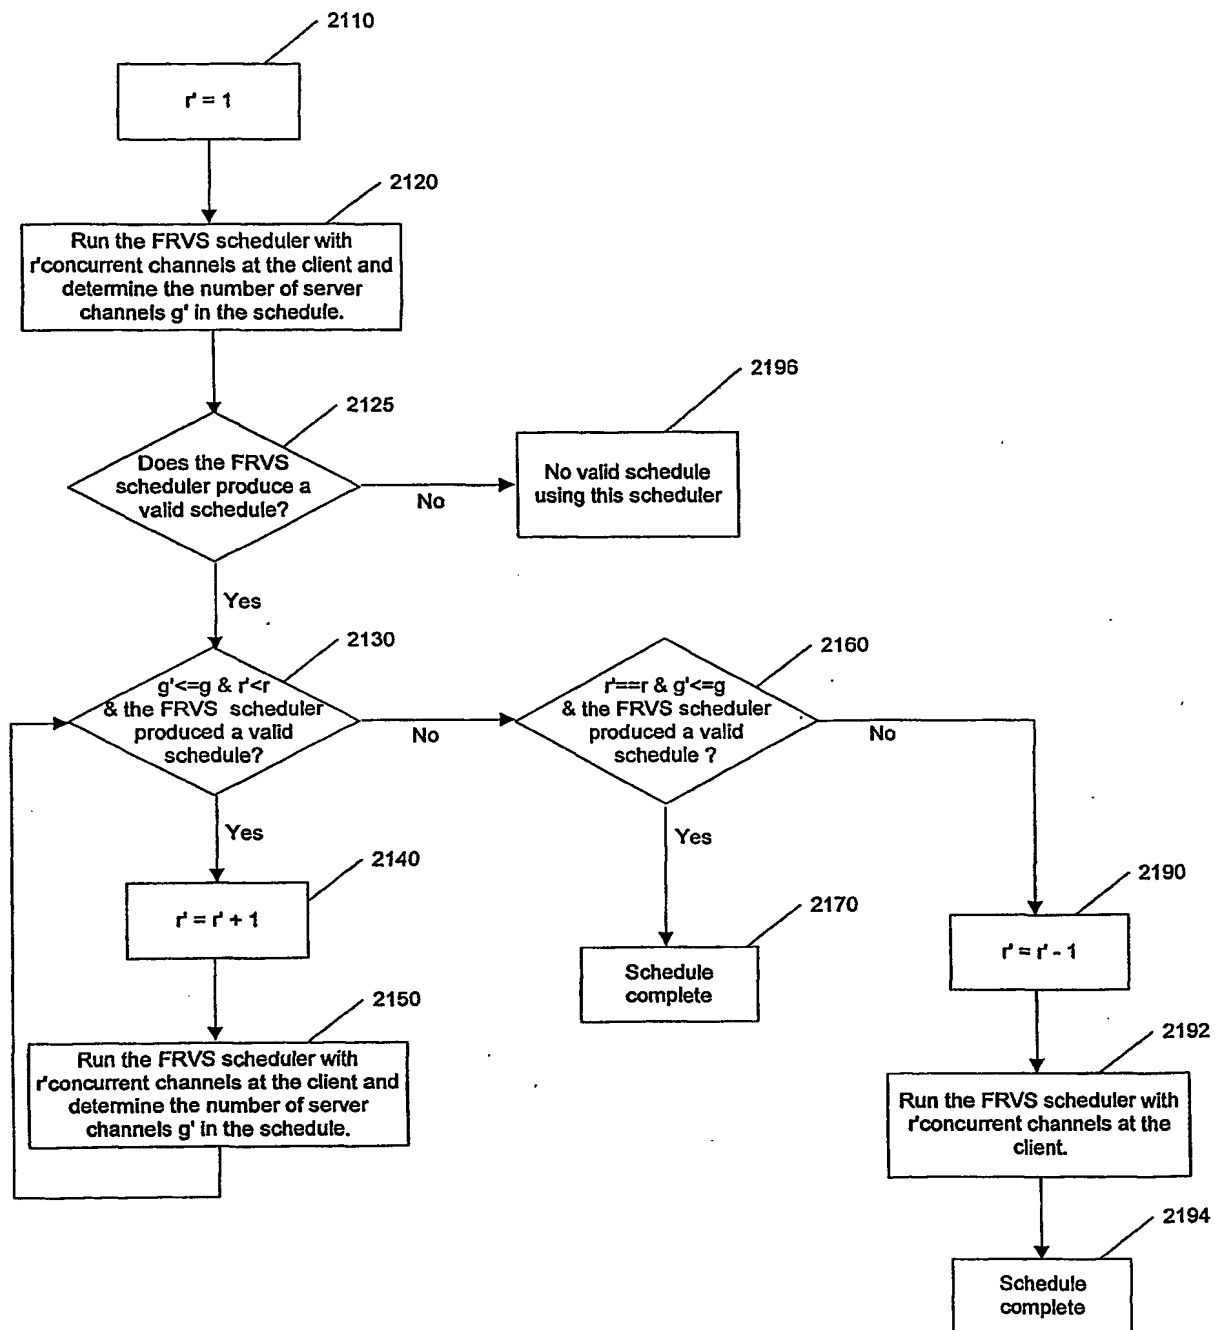 2110
r' = 1
2120
Run the FRVS scheduler with
r'concurrent channels at the client and
determine the number of server
channels g' in the schedule.
2125
Does the FRVS
scheduler produce a
valid schedule?
No
2196
No valid schedule
using this scheduler
Yes
2130
g'<=g & r'<r
& the FRVS scheduler
produced a valid
schedule?
No
2160
r'==r & g'<=g
& the FRVS scheduler
produced a valid
schedule ?
No
Yes
2140
r' = r' + 1
Yes
2170
Schedule
complete
2190
r' = r' - 1
2150
Run the FRVS scheduler with
r'concurrent channels at the client and
determine the number of server
channels g' in the schedule.
2192
Run the FRVS scheduler with
r'concurrent channels at the
client.
2194
Schedule
complete